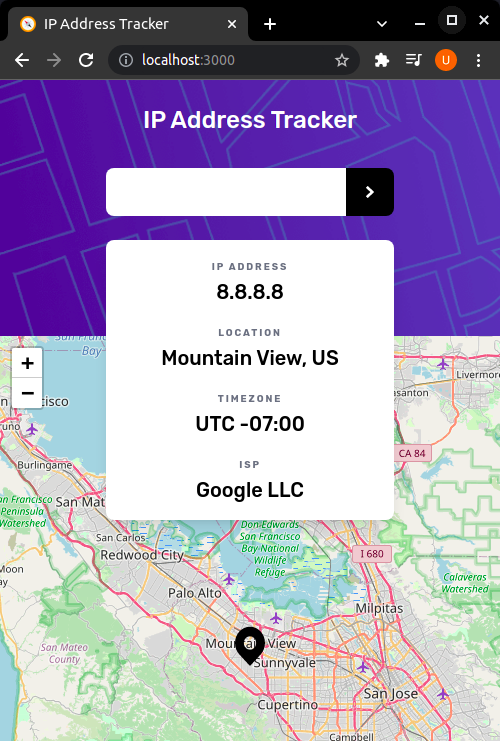 IP Address Tracker
localhost:3000
U
IP Address Tracker
IP ADDRESS
8.8.8.8
LOCATION
Mountain View, US
TIMEZONE
UTC -07:00
ISP
Google LLC
+
−
San Francisco
Bay
cisco
Livermor
asanton
runo
CA 84
Burlingame
n Francisco
Peninsula
Watershed
San Mat
San Carlos
Redwood City
Don Edwards
San Francisco
Bay National
Wildlife
Refuge
I 680
Moon
ay
Calaveras
Watershed
Palo Alto
Milpitas
San Mateo
County
Mountain View
Sunnyvale
San Jose
Cupertino
Campbell